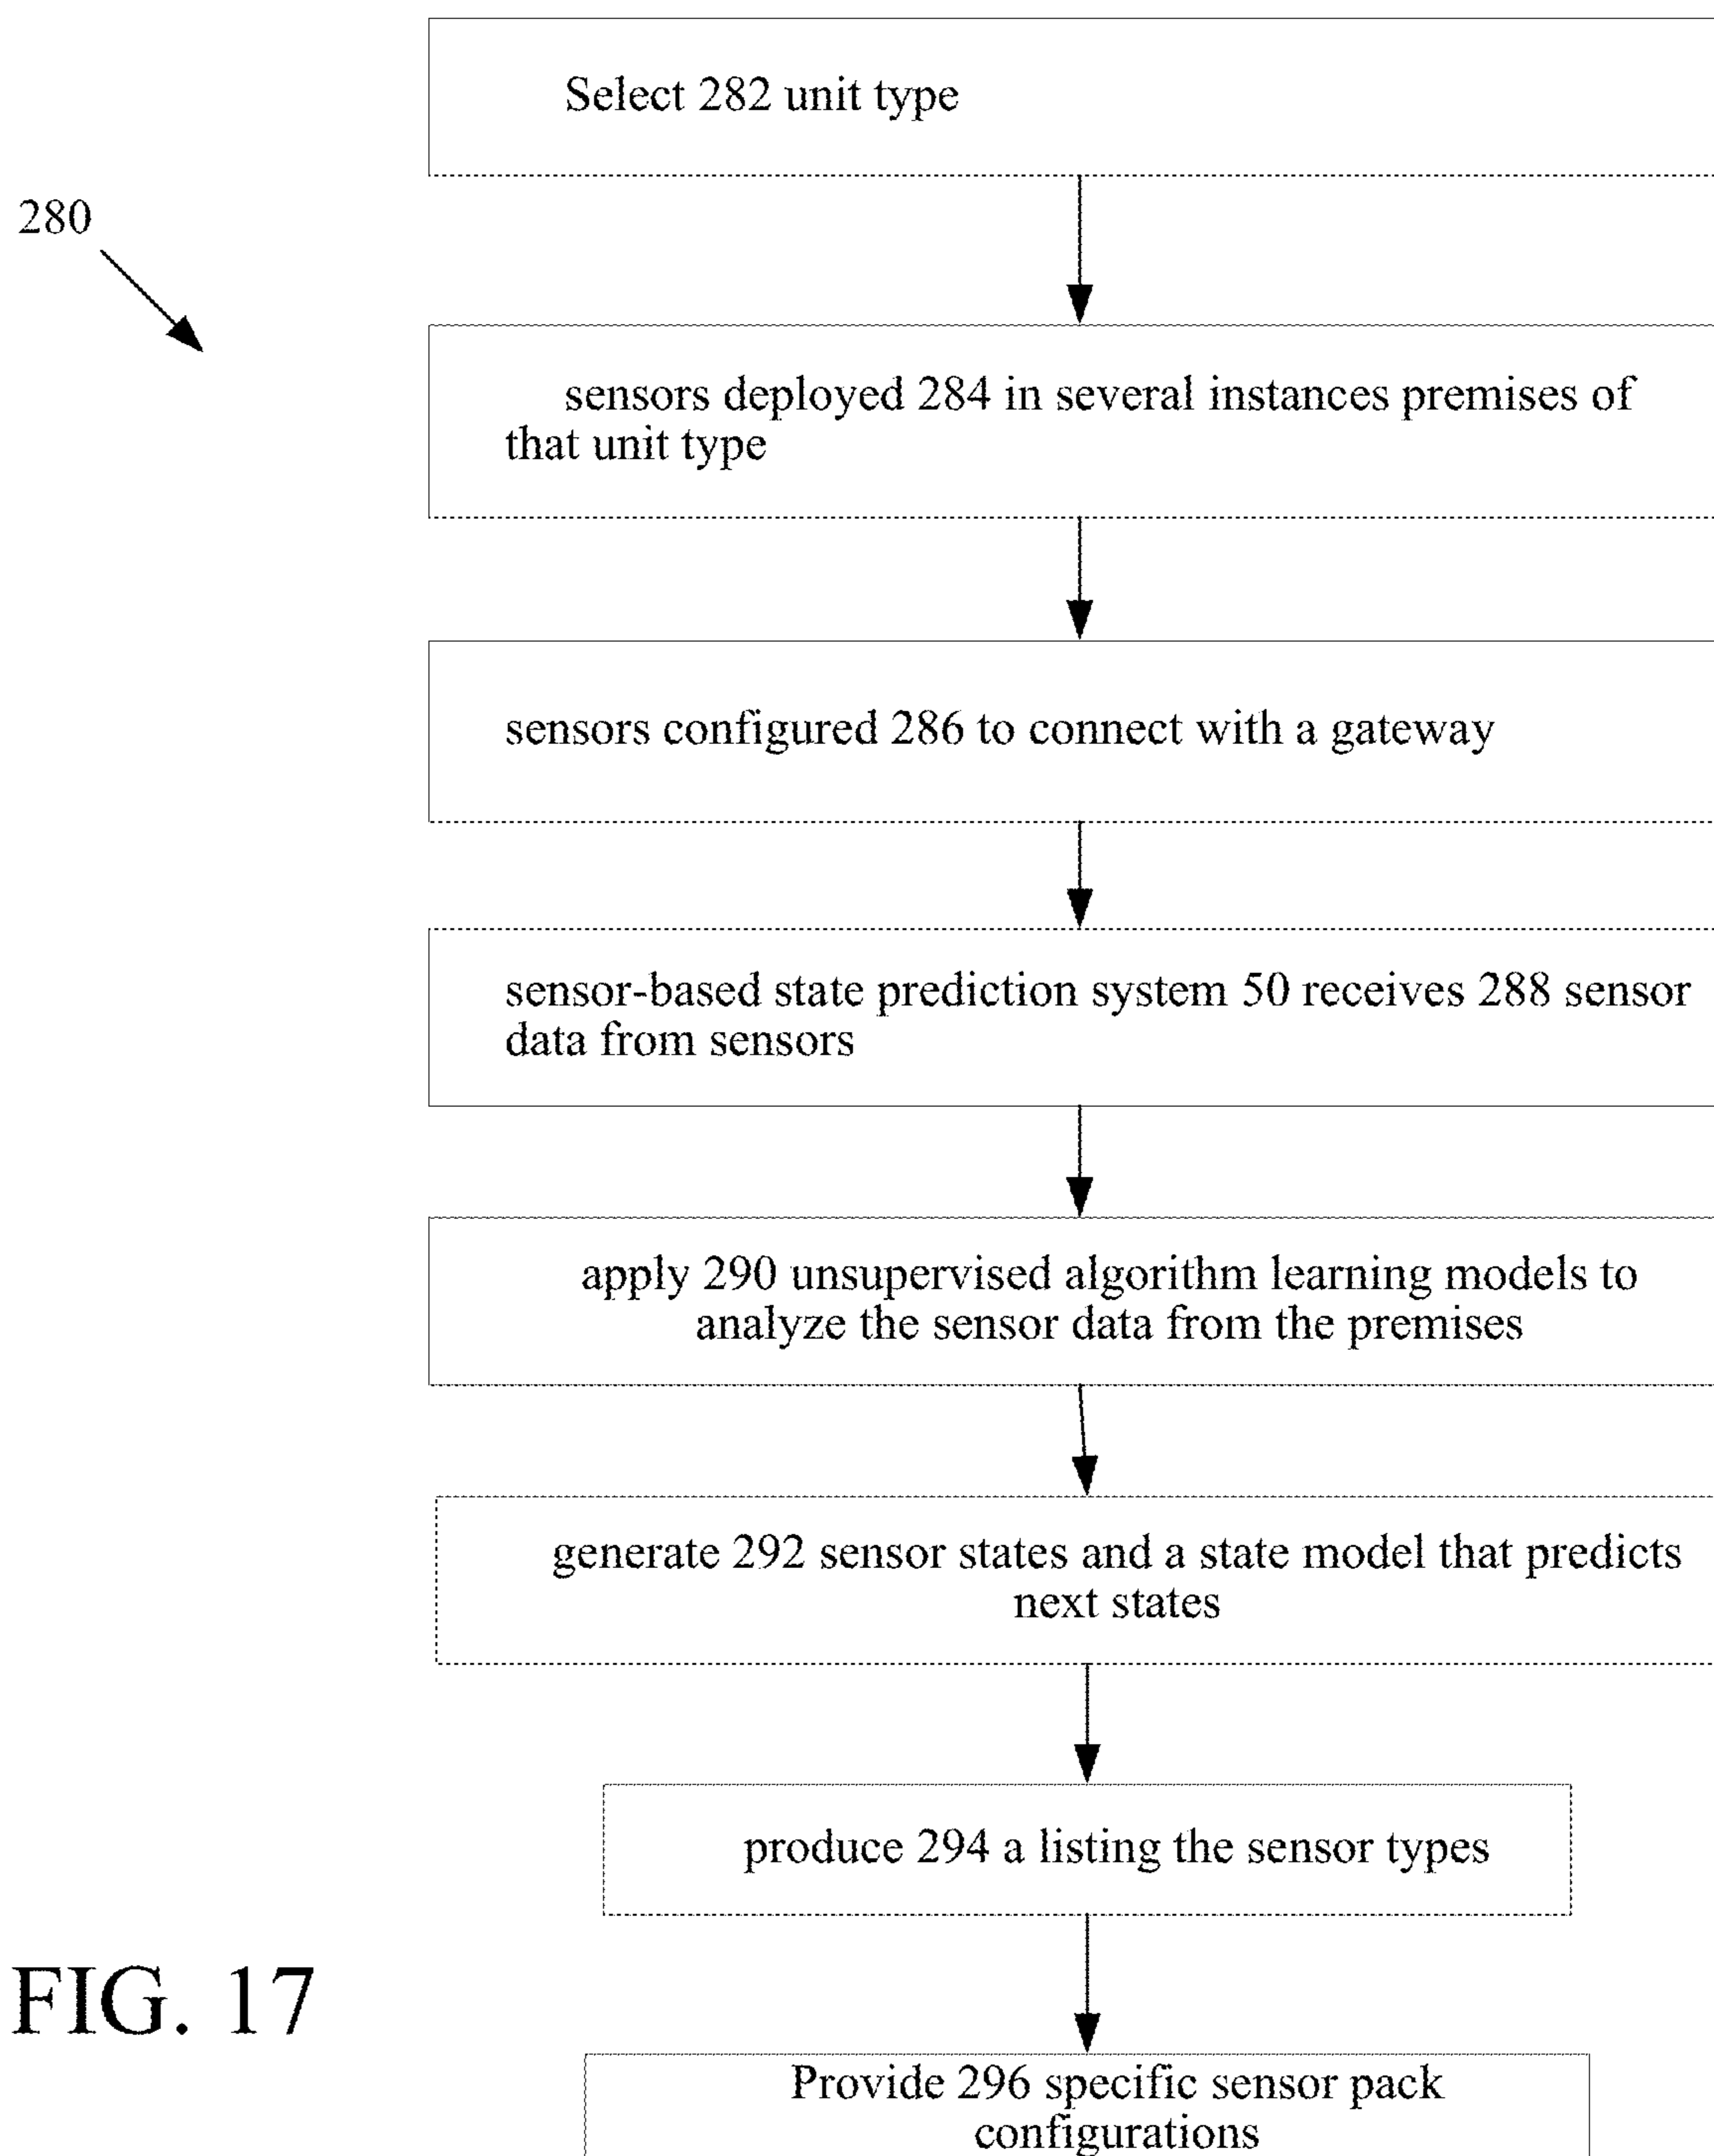 Select 282 unit type
280
sensors deployed 284 in several instances premises of
that unit type
sensors configured 286 to connect with a gateway
sensor-based state prediction system 50 receives 288 sensor
data from sensors
apply 290 unsupervised algorithm learning models to
analyze the sensor data from the premises
generate 292 sensor states and a state model that predicts
next states
produce 294 a listing the sensor types
FIG. 17
Provide 296 specific sensor pack
configurations